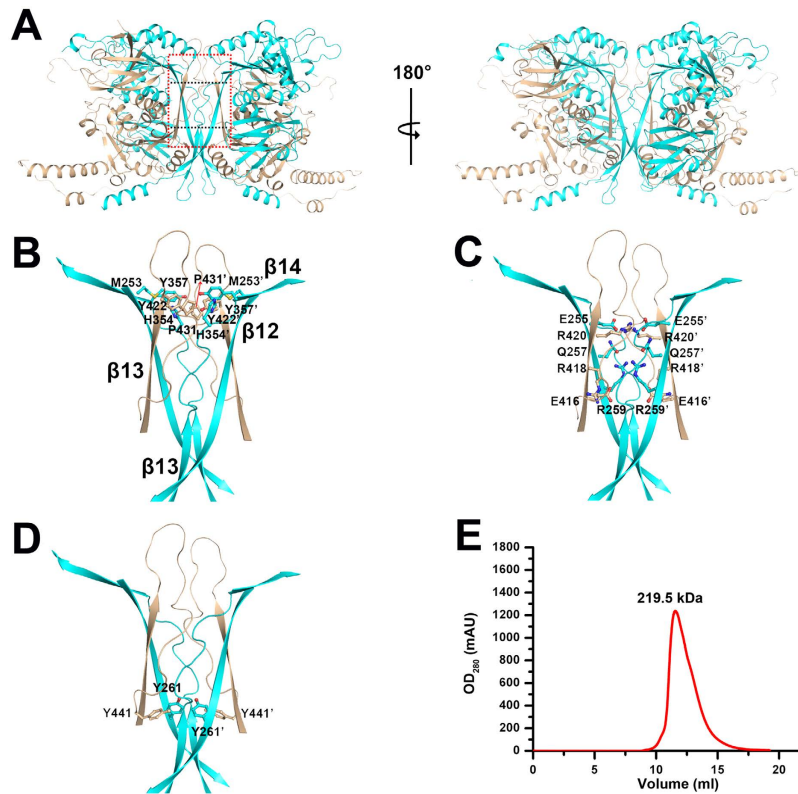 A
180°
B
M253 Y357 P431’ M253’
β14
Y422
Y357’
H354
Y422’
P431
H354’
β12
β13
β13
C
E255
E255’
R420
R420’
Q257
Q257’
R418
R418’
E416
R259
R259’
E416’
D
Y261
Y441
Y441’
Y261’
E
219.5 kDa
OD280 (mAU)
1800
1600
1400
1200
1000
800
600
400
200
0
0 5 10 15 20
Volume (ml)